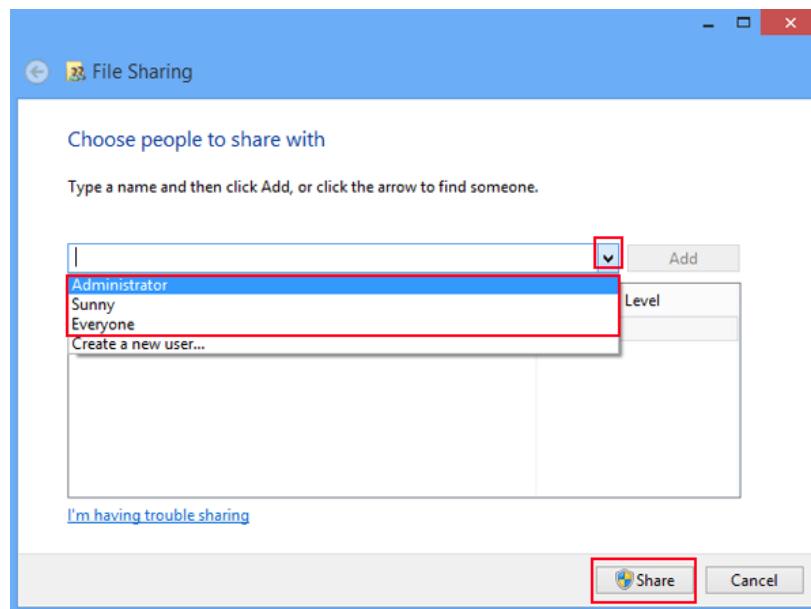 File Sharing
Choose people to share with
Type a name and then click Add, or click the arrow to find someone.
Add
Administrator
Sunny
Everyone
Create a new user...
Level
I'm having trouble sharing
Share
Cancel